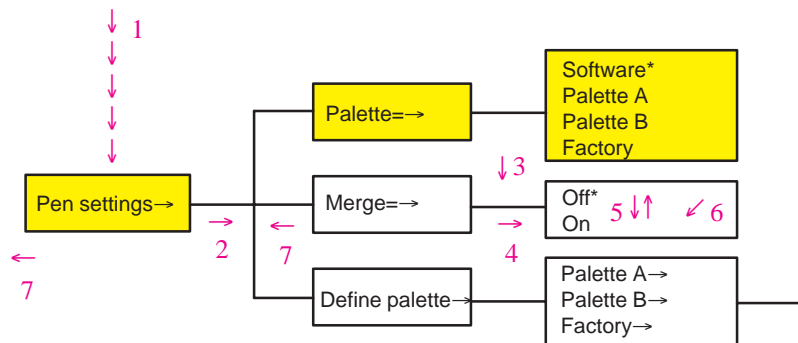 1
Software*
Palette A
Palette B
Factory
Palette=→
3
Pen settings→
Merge=→
Off*
On
5 ↓↑ ↙ 6
2
7
4
7
Define palette→
Palette A→
Palette B→
Factory→